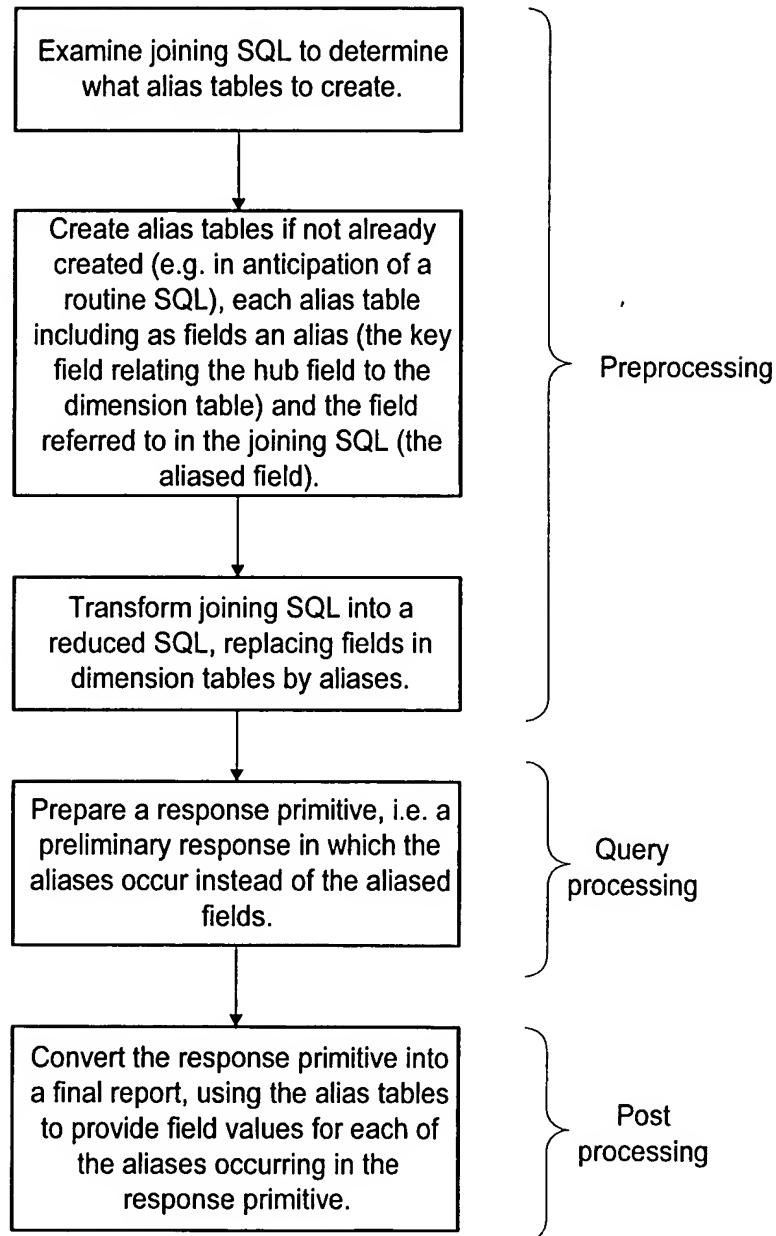 Examine joining SQL to determine
what alias tables to create.
Create alias tables if not already
created (e.g. in anticipation of a
routine SQL), each alias table
including as fields an alias (the key
field relating the hub field to the
dimension table) and the field
referred to in the joining SQL (the
aliased field).
Transform joining SQL into a
reduced SQL, replacing fields in
dimension tables by aliases.
Preprocessing
Prepare a response primitive, i.e. a
preliminary response in which the
aliases occur instead of the aliased
fields.
Query
processing
Convert the response primitive into
a final report, using the alias tables
to provide field values for each of
the aliases occurring in the
response primitive.
Post
processing